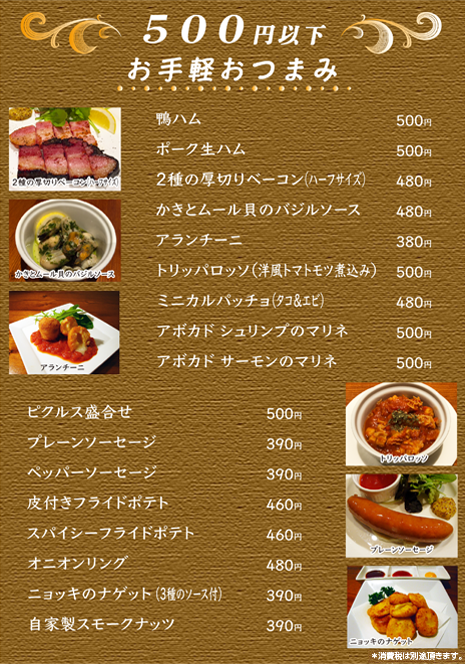 500円以下
お手軽おつまみ
鴨ハム 500円
ポーク生ハム 500円
2種の厚切りベーコン(ハーフサイズ) 480円
かきとムール貝のバジルソース 480円
アランチーニ 380円
トリッパロッソ(洋風トマトモツ煮込み) 500円
ミニカルパッチョ(タコ&エビ) 480円
アボカド シュリンプのマリネ 500円
アボカド サーモンのマリネ 500円
2種の厚切りベーコン(ハーフサイズ)
かきとムール貝のバジルソース
アランチーニ
ピクルス盛合せ 500円
プレーンソーセージ 390円
ペッパーソーセージ 390円
皮付きフライドポテト 460円
スパイシーフライドポテト 460円
オニオンリング 480円
ニョッキのナゲット(3種のソース付) 390円
自家製スモークナッツ 390円
トリッパロッソ
プレーンソーセージ
ニョッキのナゲット
*消費税は別途頂きます。